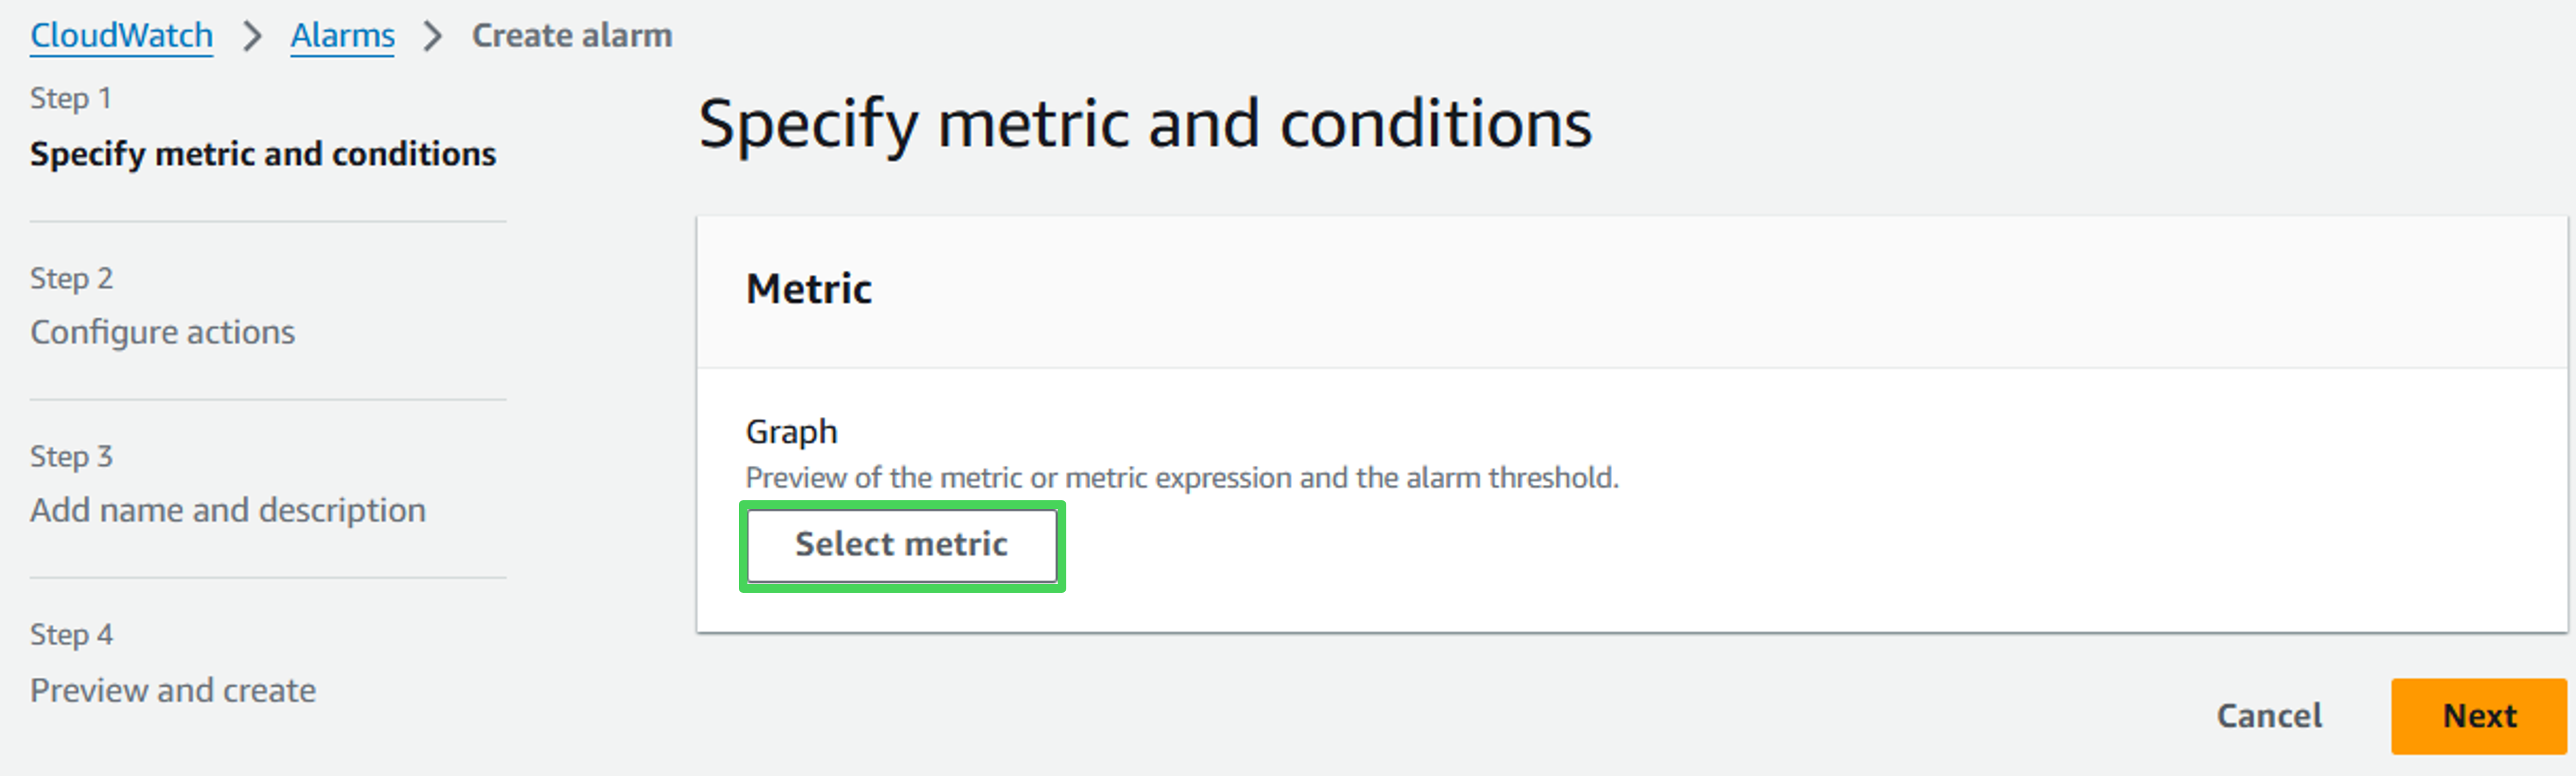 CloudWatch > Alarms > Create alarm
Step 1
Specify metric and conditions
Step 2
Configure actions
Step 3
Add name and description
Step 4
Preview and create
Specify metric and conditions
Metric
Graph
Preview of the metric or metric expression and the alarm threshold.
Select metric
Cancel Next